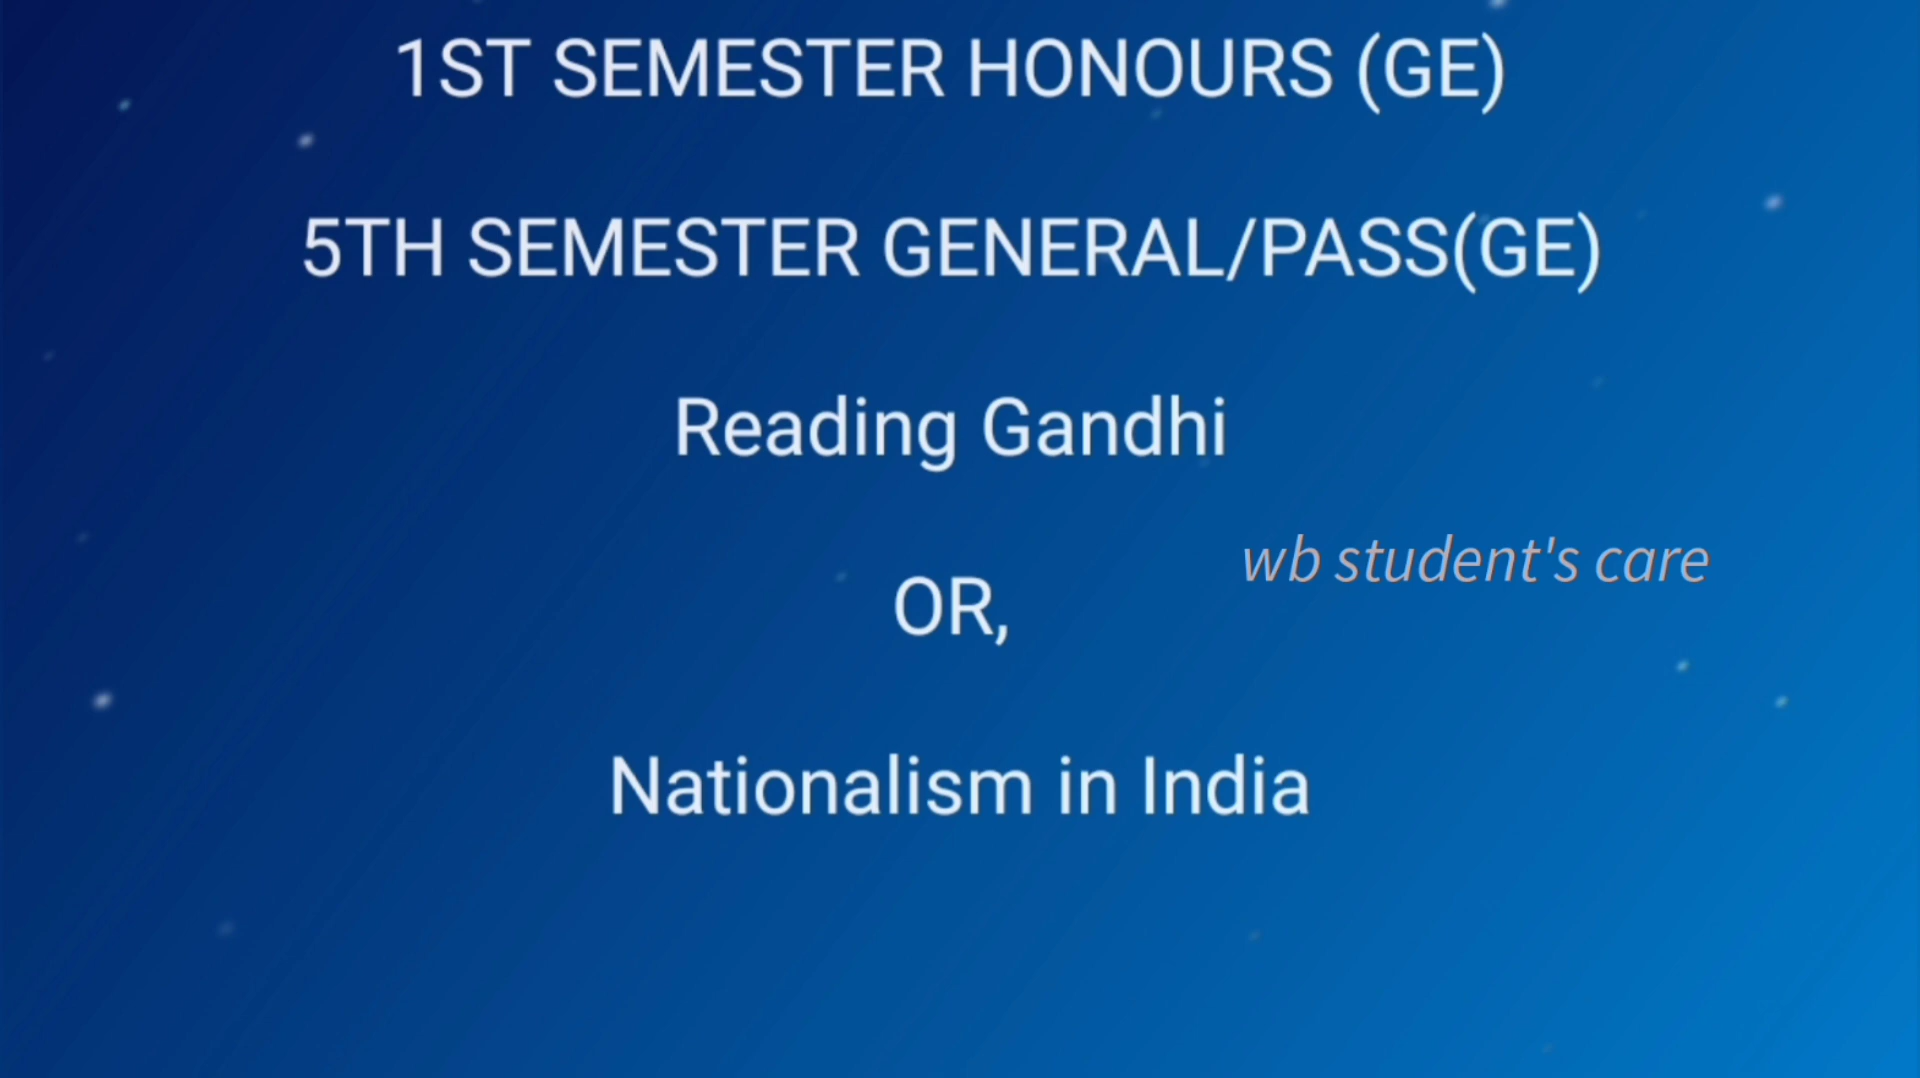 1ST SEMESTER HONOURS (GE)
5TH SEMESTER GENERAL/PASS(GE)
Reading Gandhi
OR,
wb student's care
Nationalism in India